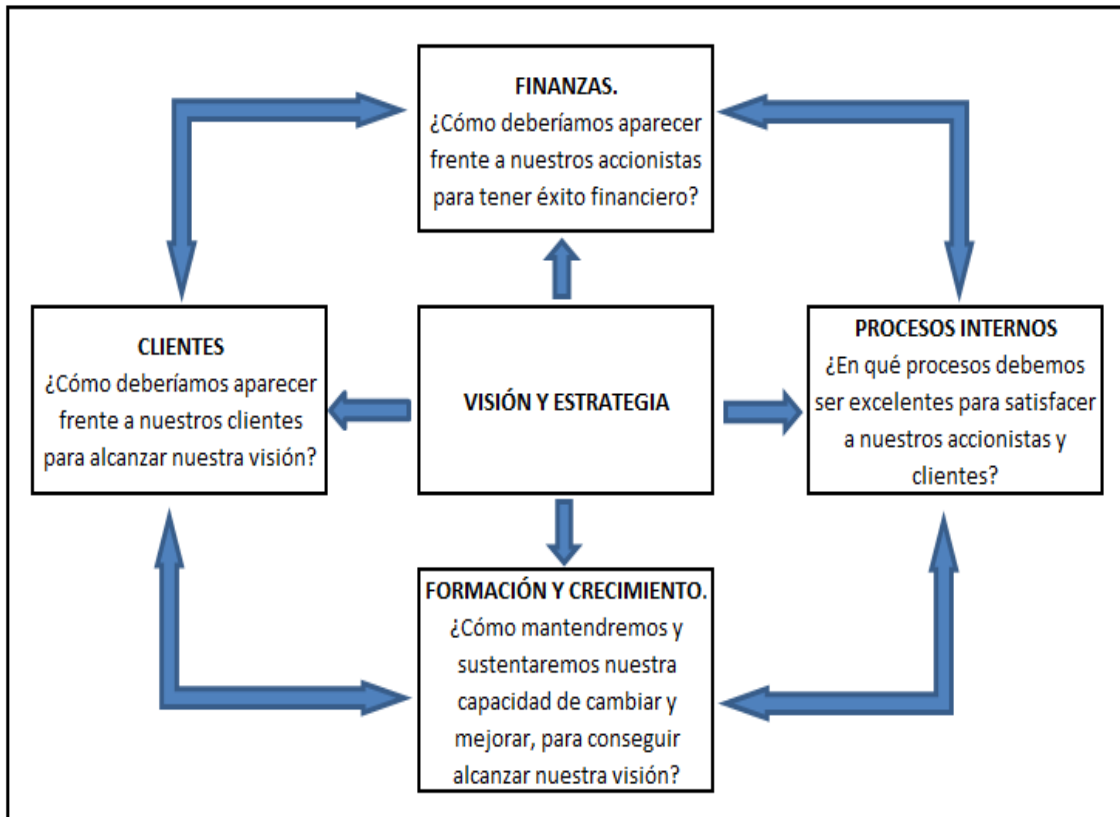 FINANZAS.
¿Cómo deberíamos aparecer
frente a nuestros accionistas
para tener éxito financiero?
CLIENTES
¿Cómo deberíamos aparecer
frente a nuestros clientes
para alcanzar nuestra visión?
VISIÓN Y ESTRATEGIA
PROCESOS INTERNOS
¿En qué procesos debemos
ser excelentes para satisfacer
a nuestros accionistas y
clientes?
FORMACIÓN Y CRECIMIENTO.
¿Cómo mantendremos y
sustentaremos nuestra
capacidad de cambiar y
mejorar, para conseguir
alcanzar nuestra visión?